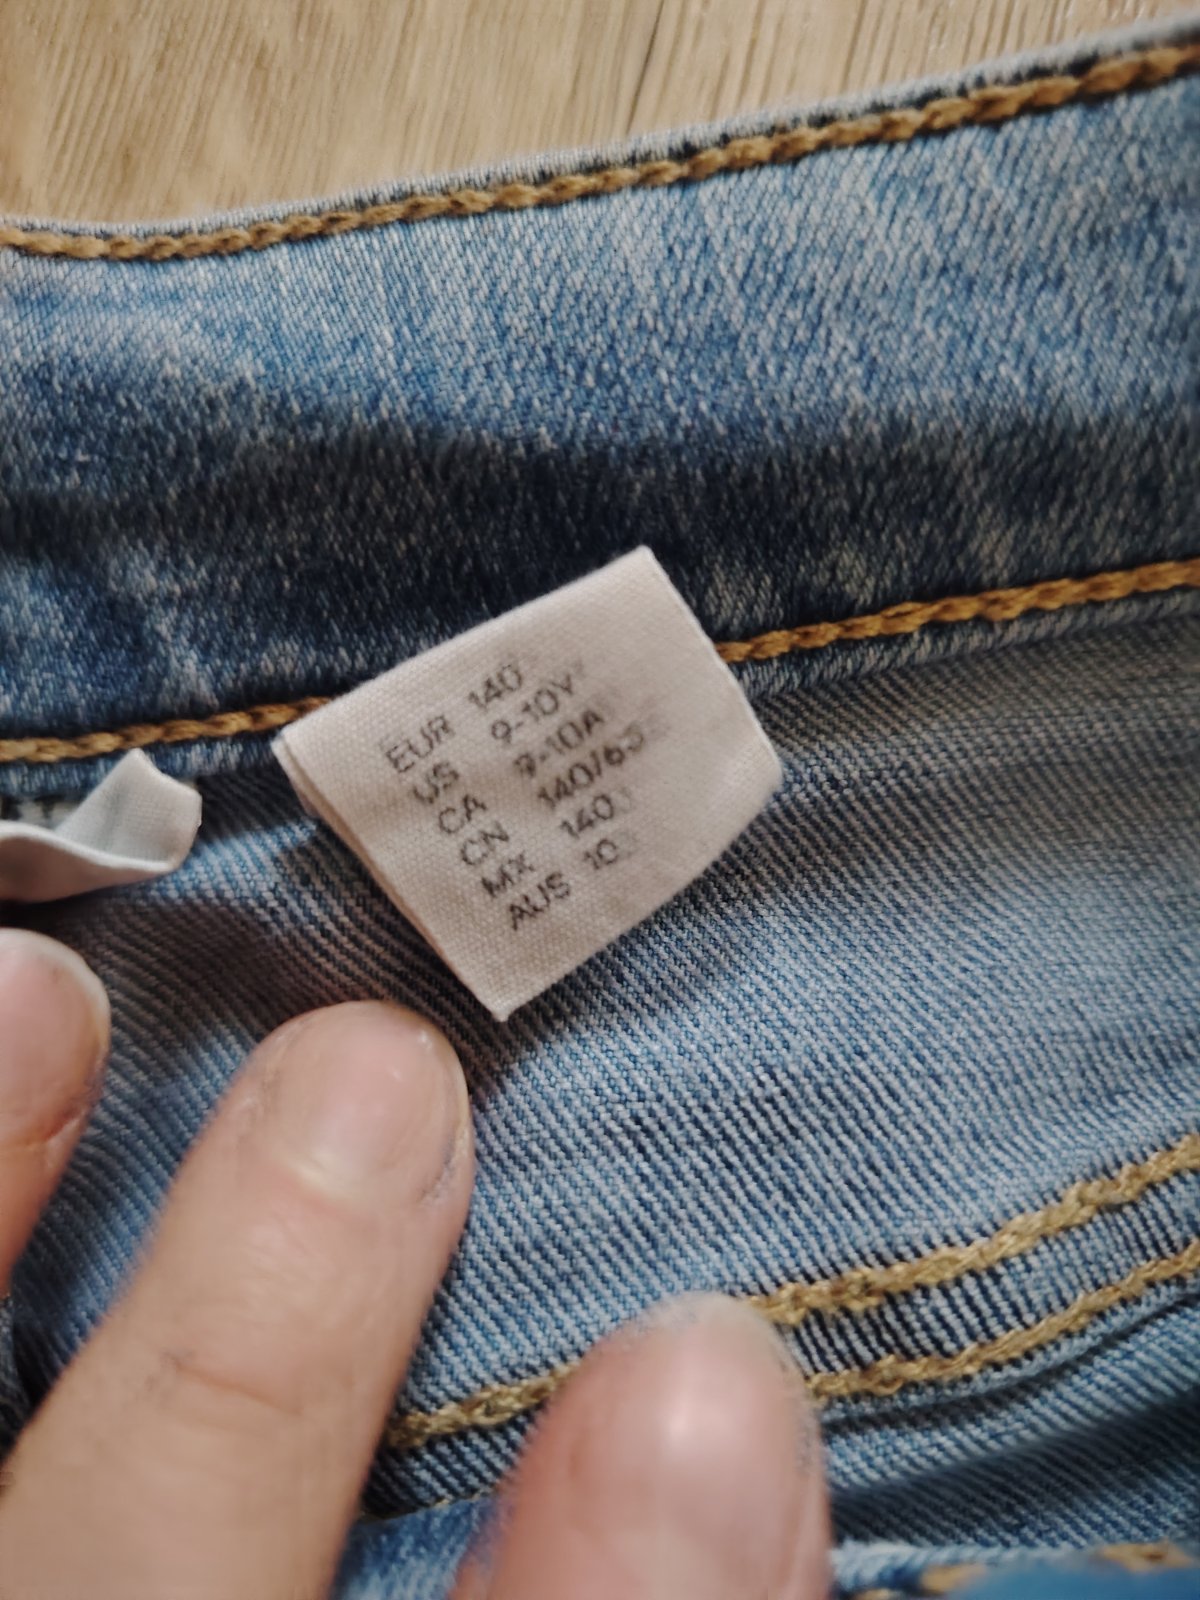 EUR 140
US 9-10Y
CA 9-10A
CN 140/63
MX 140
AUS 10